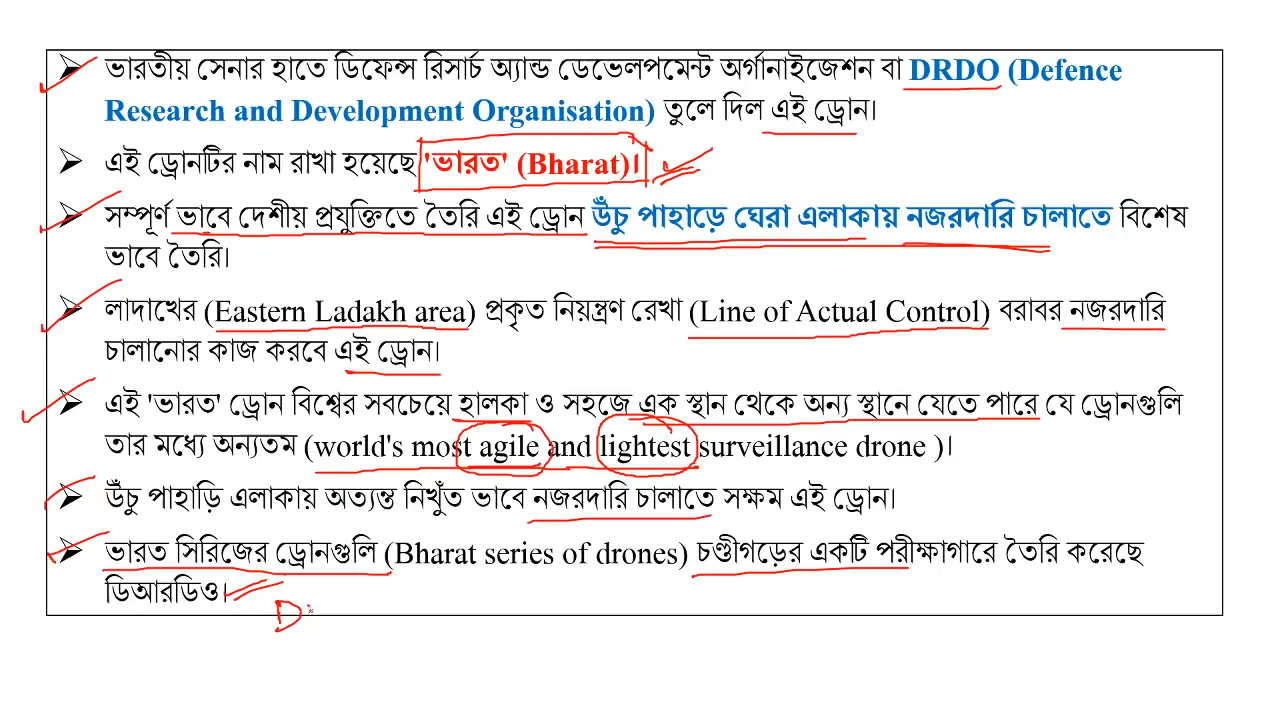 ➢ ভারতীয় সেনার হাতে ডিফেন্স রিসার্চ অ্যান্ড ডেভেলপমেন্ট অর্গানাইজেশন বা DRDO (Defence
Research and Development Organisation) তুলে দিল এই ড্রোন।
➢ এই ড্রোনটির নাম রাখা হয়েছে 'ভারত' (Bharat)।
➢ সম্পূর্ণ ভাবে দেশীয় প্রযুক্তিতে তৈরি এই ড্রোন উঁচু পাহাড়ে ঘেরা এলাকায় নজরদারি চালাতে বিশেষ
ভাবে তৈরি।
➢ লাদাখের (Eastern Ladakh area) প্রকৃত নিয়ন্ত্রণ রেখা (Line of Actual Control) বরাবর নজরদারি
চালানোর কাজ করবে এই ড্রোন।
➢ এই 'ভারত' ড্রোন বিশ্বের সবচেয়ে হালকা ও সহজে এক স্থান থেকে অন্য স্থানে যেতে পারে যে ড্রোনগুলি
তার মধ্যে অন্যতম (world's most agile and lightest surveillance drone )।
➢ উঁচু পাহাড়ি এলাকায় অত্যন্ত নিখুঁত ভাবে নজরদারি চালাতে সক্ষম এই ড্রোন।
➢ ভারত সিরিজের ড্রোনগুলি (Bharat series of drones) চণ্ডীগড়ের একটি পরীক্ষাগারে তৈরি করেছে
ডিআরডিও।
D